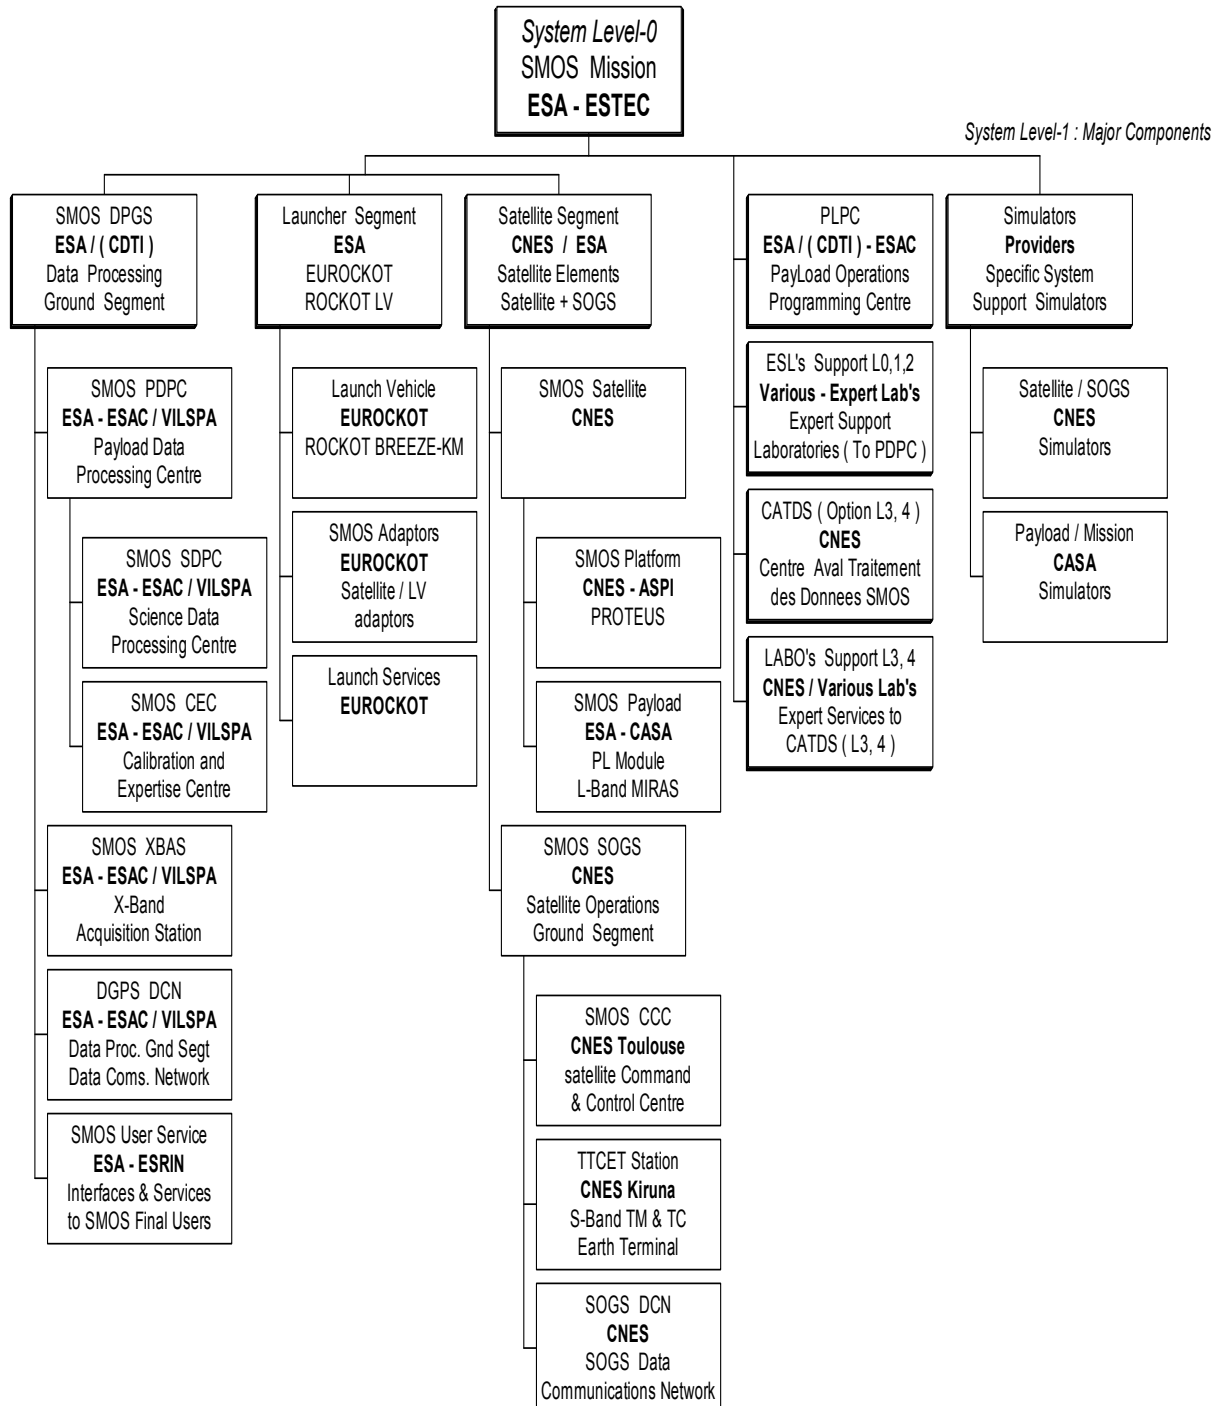 System Level-0
SMOS Mission
ESA - ESTEC
System Level-1 : Major Components
SMOS DPGS
ESA / ( CDTI )
Data Processing
Ground Segment
Launcher Segment
ESA
EUROCKOT
ROCKOT LV
Satellite Segment
CNES / ESA
Satellite Elements
Satellite + SOGS
PLPC
ESA / ( CDTI ) - ESAC
PayLoad Operations
Programming Centre
Simulators
Providers
Specific System
Support Simulators
SMOS PDPC
ESA - ESAC / VILSPA
Payload Data
Processing Centre
SMOS SDPC
ESA - ESAC / VILSPA
Science Data
Processing Centre
SMOS CEC
ESA - ESAC / VILSPA
Calibration and
Expertise Centre
SMOS XBAS
ESA - ESAC / VILSPA
X-Band
Acquisition Station
DGPS DCN
ESA - ESAC / VILSPA
Data Proc. Gnd Segt
Data Coms. Network
SMOS User Service
ESA - ESRIN
Interfaces & Services
to SMOS Final Users
Launch Vehicle
EUROCKOT
ROCKOT BREEZE-KM
SMOS Adaptors
EUROCKOT
Satellite / LV
adaptors
Launch Services
EUROCKOT
SMOS Satellite
CNES
SMOS Platform
CNES - ASPI
PROTEUS
SMOS Payload
ESA - CASA
PL Module
L-Band MIRAS
SMOS SOGS
CNES
Satellite Operations
Ground Segment
SMOS CCC
CNES Toulouse
satellite Command
& Control Centre
TTCET Station
CNES Kiruna
S-Band TM & TC
Earth Terminal
SOGS DCN
CNES
SOGS Data
Communications Network
ESL's Support L0,1,2
Various - Expert Lab's
Expert Support
Laboratories ( To PDPC )
CATDS ( Option L3, 4 )
CNES
Centre Aval Traitement
des Donnees SMOS
LABO's Support L3, 4
CNES / Various Lab's
Expert Services to
CATDS ( L3, 4 )
Satellite / SOGS
CNES
Simulators
Payload / Mission
CASA
Simulators